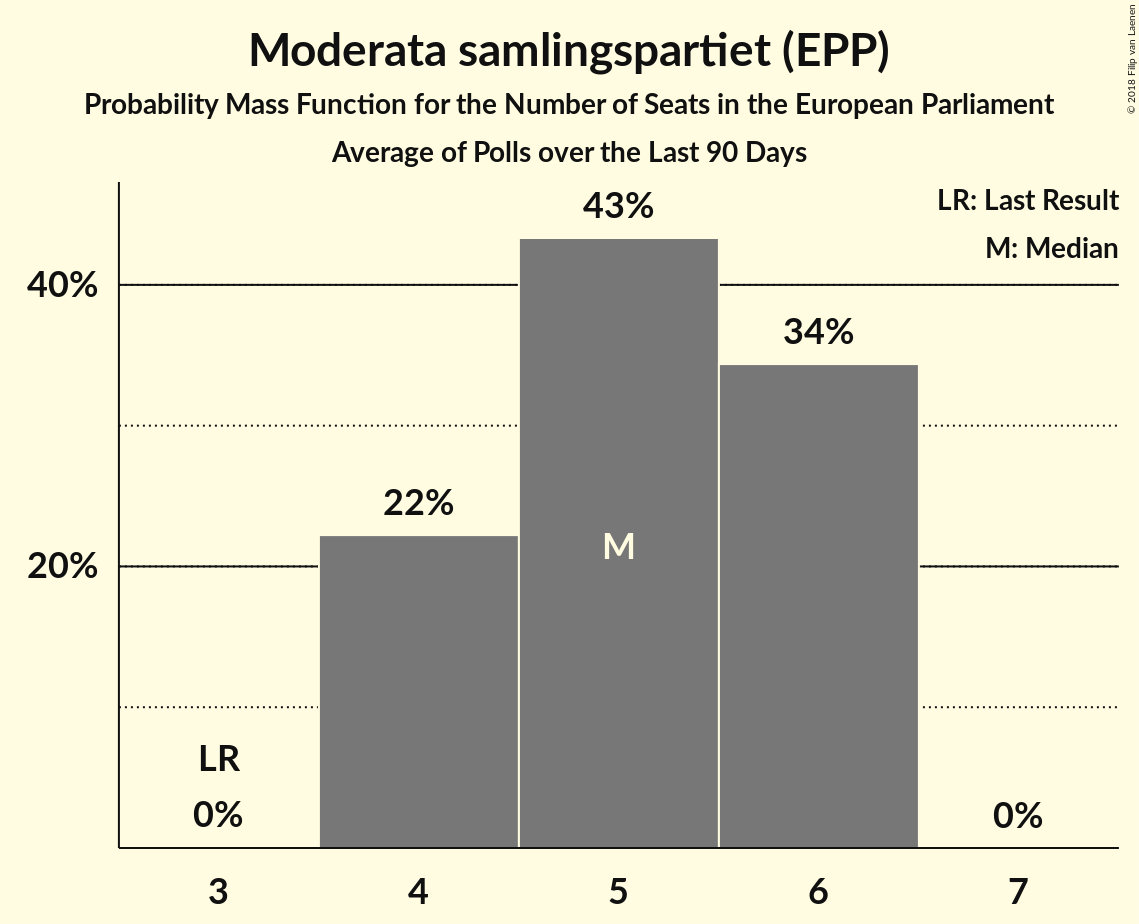 Moderata samlingspartiet (EPP)
Probability Mass Function for the Number of Seats in the European Parliament
Average of Polls over the Last 90 Days
© 2018 Filip van Laenen
LR: Last Result
M: Median
43%
40%
34%
22%
M
20%
LR
0%
0%
3 4 5 6 7